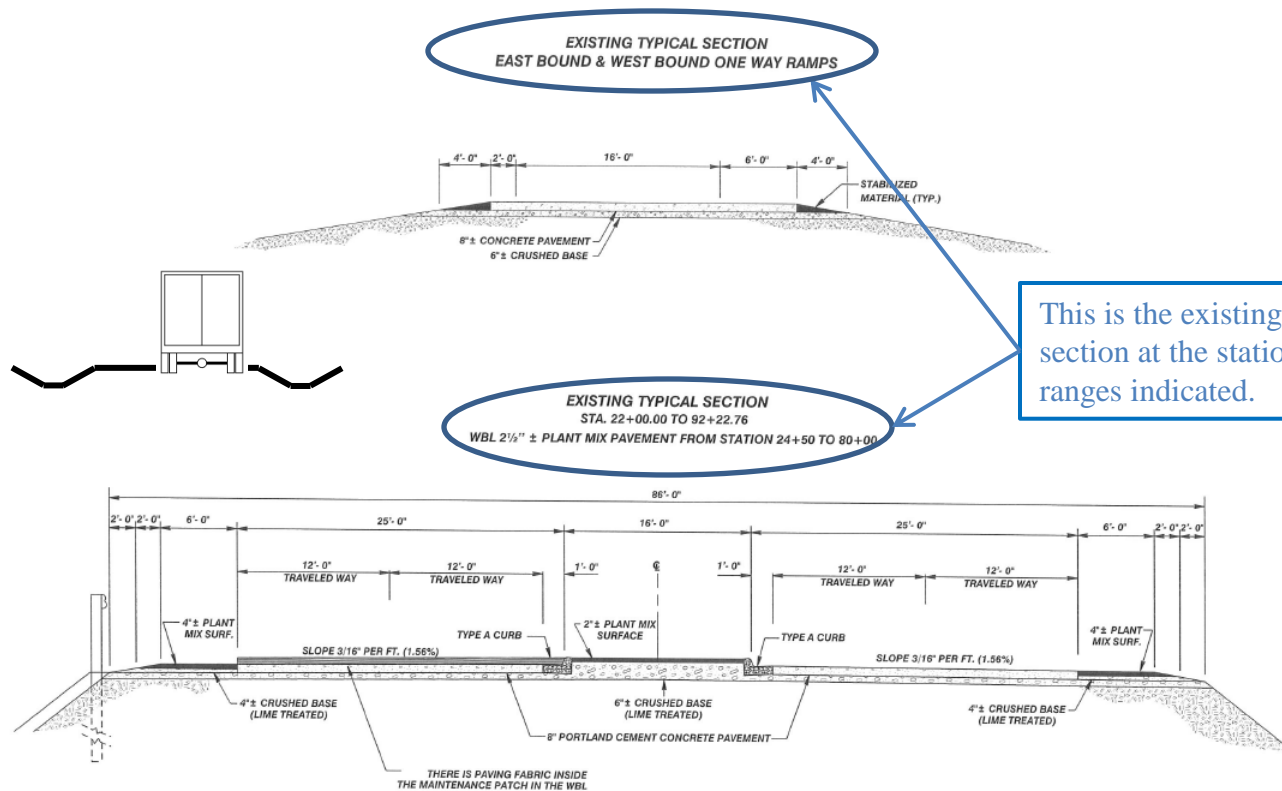 EXISTING TYPICAL SECTION
EAST BOUND & WEST BOUND ONE WAY RAMPS
4'- 0" 2'- 0" 16'- 0" 6'- 0" 4'- 0"
STABILIZED
MATERIAL (TYP.)
8"± CONCRETE PAVEMENT
6"± CRUSHED BASE
This is the existing
section at the statio
ranges indicated.
EXISTING TYPICAL SECTION
STA. 22+00.00 TO 92+22.76
WBL 2½" ± PLANT MIX PAVEMENT FROM STATION 24+50 TO 80+00
86'- 0"
2'- 0" 2'- 0" 6'- 0" 25'- 0" 16'- 0" 25'- 0" 6'- 0" 2'- 0" 2'- 0"
12'- 0" 12'- 0" 1'- 0" ℄ 1'- 0" 12'- 0" 12'- 0"
TRAVELED WAY TRAVELED WAY TRAVELED WAY TRAVELED WAY
4"± PLANT
MIX SURF.
TYPE A CURB
2"± PLANT MIX
SURFACE
TYPE A CURB
4"± PLANT
MIX SURF.
SLOPE 3/16" PER FT. (1.56%)
SLOPE 3/16" PER FT. (1.56%)
4"± CRUSHED BASE
(LIME TREATED)
6"± CRUSHED BASE
(LIME TREATED)
4"± CRUSHED BASE
(LIME TREATED)
8" PORTLAND CEMENT CONCRETE PAVEMENT
THERE IS PAVING FABRIC INSIDE
THE MAINTENANCE PATCH IN THE WBL